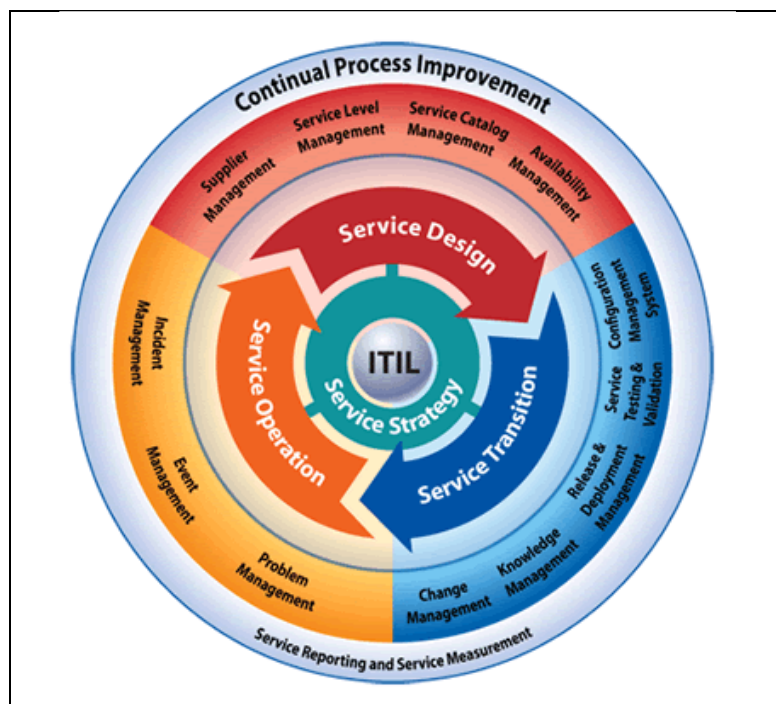 Continual Process Improvement
Supplier
Management
Service Level
Management
Service Catalog
Management
Availability
Management
Configuration
Management
System
Service
Testing &
Validation
Release &
Deployment
Management
Knowledge
Management
Change
Management
Problem
Management
Event
Management
Incident
Management
Service Design
Service Transition
Service Operation
Service Strategy
ITIL
Service Reporting and Service Measurement